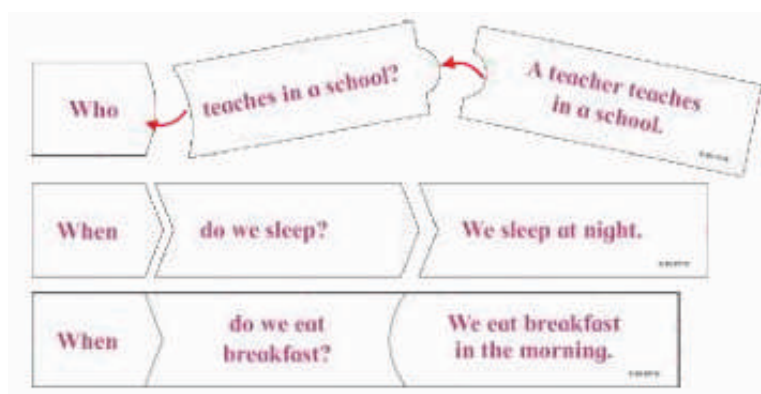 Who
teaches in a school?
A teacher teaches
in a school.
When
do we sleep?
We sleep at night.
When
do we eat
breakfast?
We eat breakfast
in the morning.